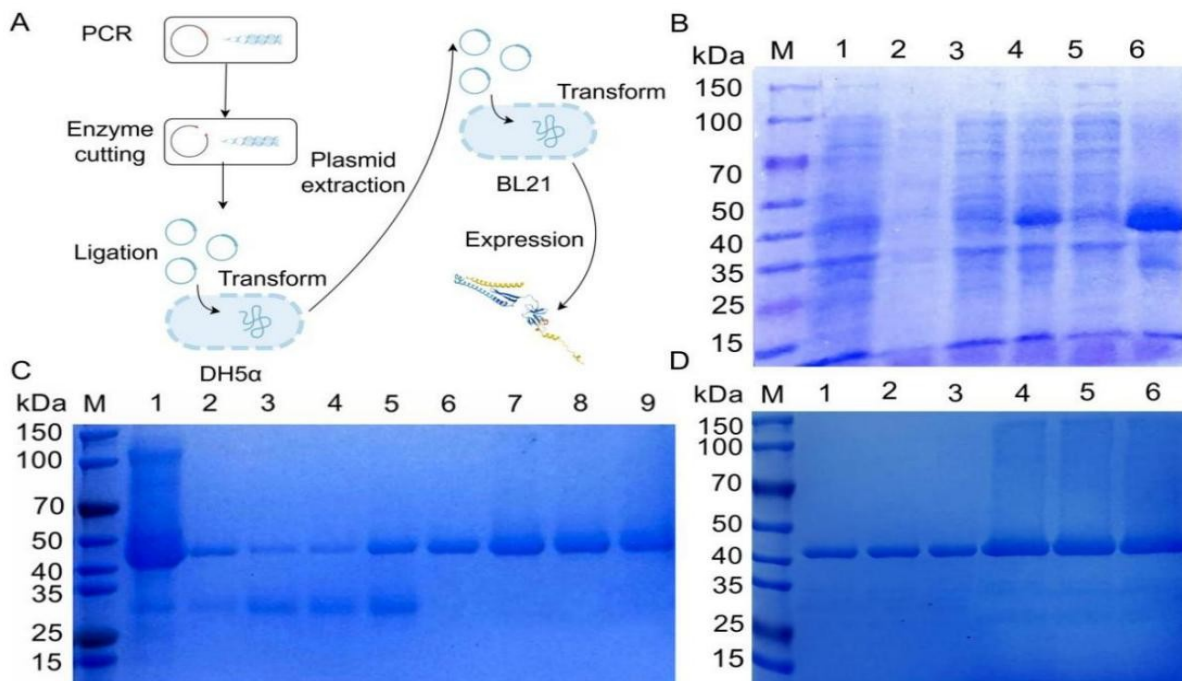 A
PCR
Enzyme
cutting
Ligation
Transform
DH5α
Plasmid
extraction
Transform
BL21
Expression
B
kDa M 1 2 3 4 5 6
150
100
70
50
40
35
25
15
C
kDa M 1 2 3 4 5 6 7 8 9
150
100
70
50
40
35
25
15
D
kDa M 1 2 3 4 5 6
150
100
70
50
40
35
25
15